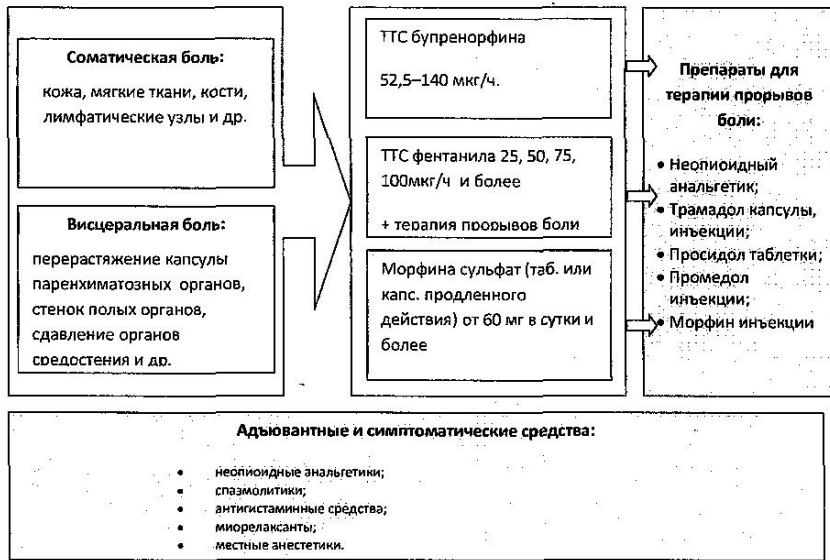 Соматическая боль:
кожа, мягкие ткани, кости,
лимфатические узлы и др.
Висцеральная боль:
перерастяжение капсулы
паренхиматозных органов,
стенок полых органов,
сдавление органов
средостения и др.
ТТС бупренорфина
52,5–140 мкг/ч.
ТТС фентанила 25, 50, 75,
100мкг/ч и более
+ терапия прорывов боли
Морфина сульфат (таб. или
капс. продленного
действия) от 60 мг в сутки и
более
Препараты для
терапии прорывов
боли:
• Неопиоидный
анальгетик;
• Трамадол капсулы,
инъекции;
• Просидол таблетки;
• Промедол
инъекции;
• Морфин инъекции
Адъювантные и симптоматические средства:
• неопиоидные анальгетики;
• спазмолитики;
• антигистаминные средства;
• миорелаксанты;
• местные анестетики.